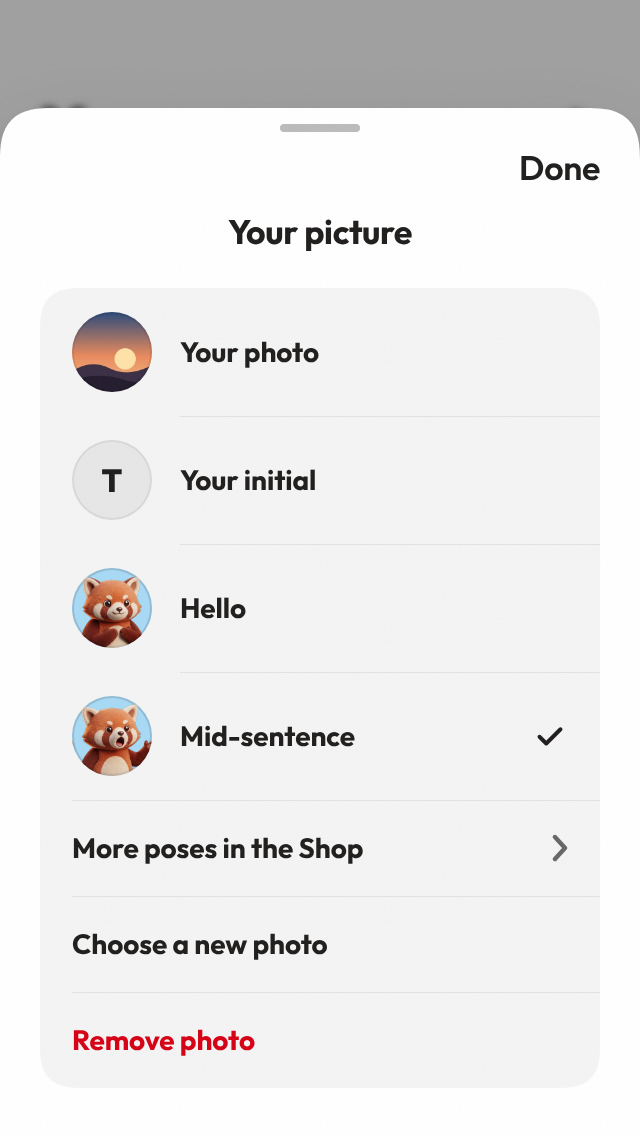 Done
Your picture
Your photo
T
Your initial
Hello
Mid-sentence
More poses in the Shop
Choose a new photo
Remove photo